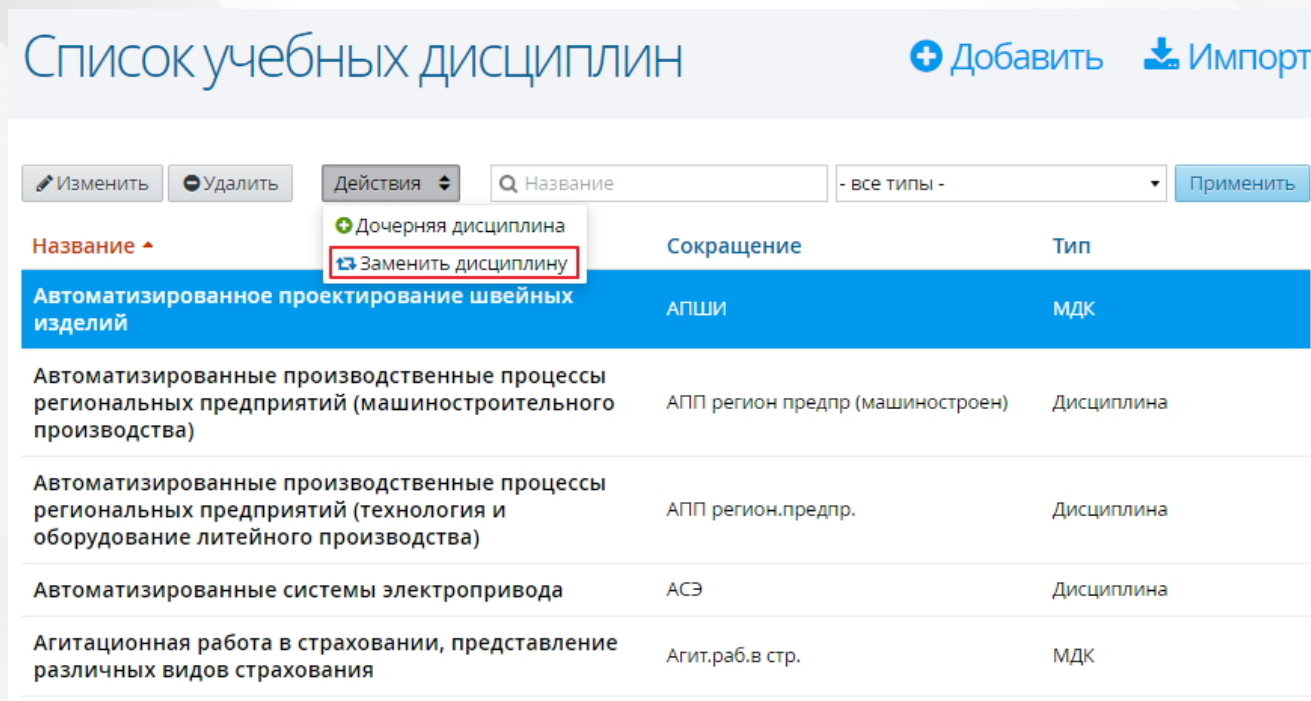 Список учебных дисциплин
Добавить
Импорт
Изменить
Удалить
Действия
Название
- все типы -
Применить
Дочерняя дисциплина
Заменить дисциплину
Название
Сокращение
Тип
Автоматизированное проектирование швейных
изделий
АПШИ
МДК
Автоматизированные производственные процессы
региональных предприятий (машиностроительного
производства)
АПП регион предпр (машиностроен)
Дисциплина
Автоматизированные производственные процессы
региональных предприятий (технология и
оборудование литейного производства)
АПП регион.предпр.
Дисциплина
Автоматизированные системы электропривода
АСЭ
Дисциплина
Агитационная работа в страховании, представление
различных видов страхования
Агит.раб.в стр.
МДК